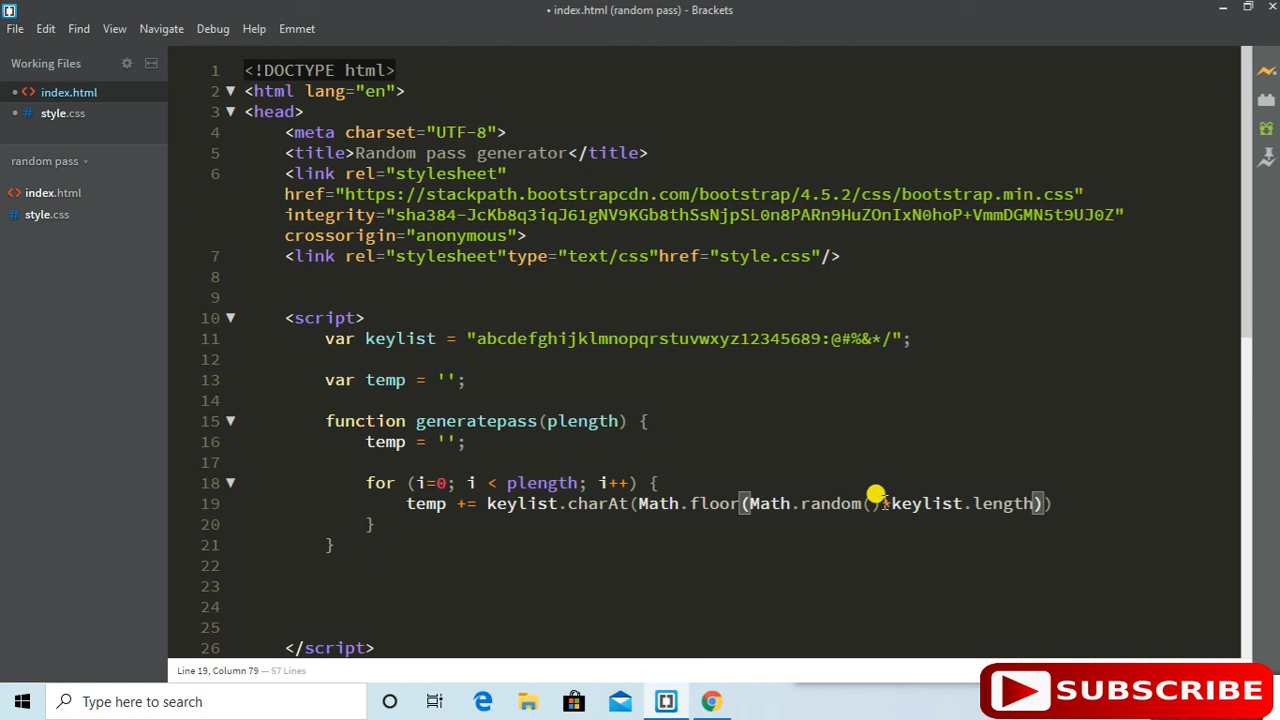 • index.html (random pass) - Brackets
File Edit Find View Navigate Debug Help Emmet
Working Files
index.html
style.css
random pass
index.html
style.css
1 <!DOCTYPE html>
2 <html lang="en">
3 <head>
4 <meta charset="UTF-8">
5 <title>Random pass generator</title>
6 <link rel="stylesheet"
href="https://stackpath.bootstrapcdn.com/bootstrap/4.5.2/css/bootstrap.min.css"
integrity="sha384-JcKb8q3iqJ61gNV9KGb8thSsNjpSL0n8PARn9HuZOnIxN0hoP+VmmDGMN5t9UJ0Z"
crossorigin="anonymous">
7 <link rel="stylesheet"type="text/css"href="style.css"/>
8
9
10 <script>
11 var keylist = "abcdefghijklmnopqrstuvwxyz12345689:@#%&*/";
12
13 var temp = '';
14
15 function generatepass(plength) {
16 temp = '';
17
18 for (i=0; i < plength; i++) {
19 temp += keylist.charAt(Math.floor(Math.random()*keylist.length))
20 }
21 }
22
23
24
25
26 </script>
Line 19, Column 79 — 57 Lines
SUBSCRIBE
Type here to search